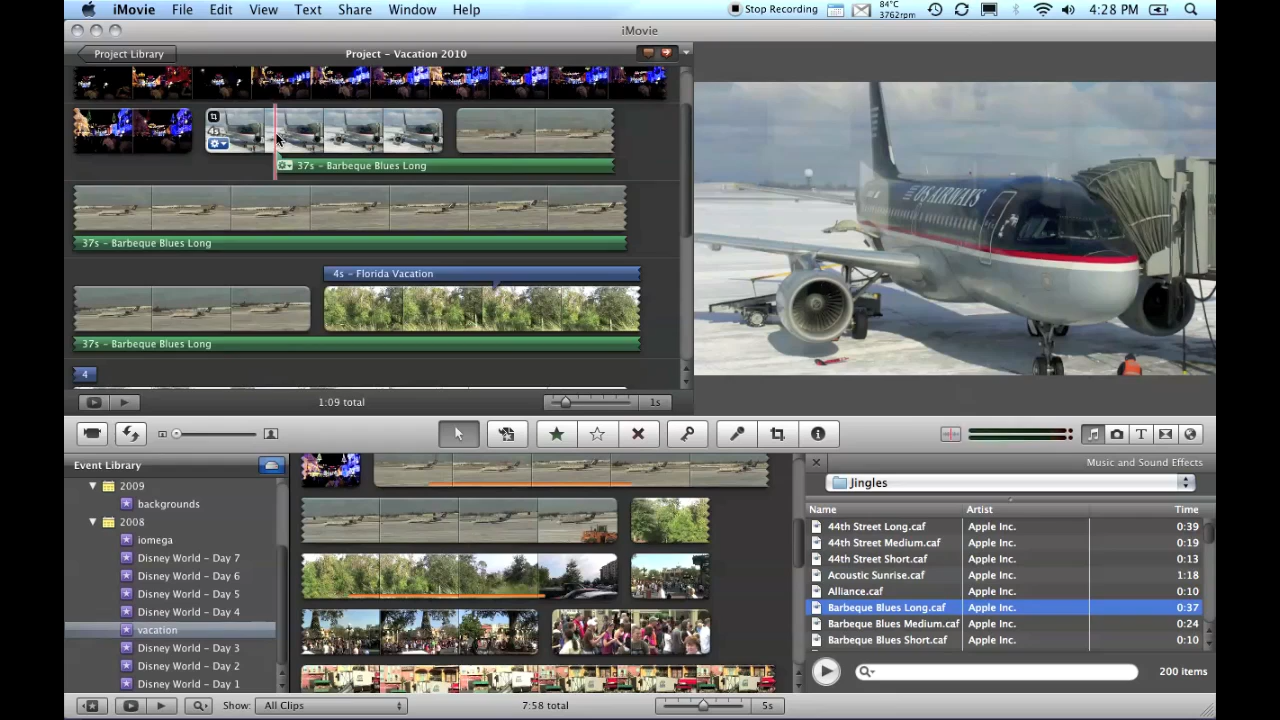 iMovie File Edit View Text Share Window Help
Stop Recording 84°C 3762rpm 4:28 PM
iMovie
Project Library Project - Vacation 2010
4s
37s - Barbeque Blues Long
US AIRWAYS
37s - Barbeque Blues Long
4s - Florida Vacation
37s - Barbeque Blues Long
4
1:09 total 1s
Event Library
2009
backgrounds
2008
iomega
Disney World - Day 7
Disney World - Day 6
Disney World - Day 5
Disney World - Day 4
vacation
Disney World - Day 3
Disney World - Day 2
Disney World - Day 1
Music and Sound Effects
Jingles
Name Artist Time
44th Street Long.caf Apple Inc. 0:39
44th Street Medium.caf Apple Inc. 0:19
44th Street Short.caf Apple Inc. 0:13
Acoustic Sunrise.caf Apple Inc. 1:18
Alliance.caf Apple Inc. 0:10
Barbeque Blues Long.caf Apple Inc. 0:37
Barbeque Blues Medium.caf Apple Inc. 0:24
Barbeque Blues Short.caf Apple Inc. 0:10
200 items
Show: All Clips 7:58 total 5s